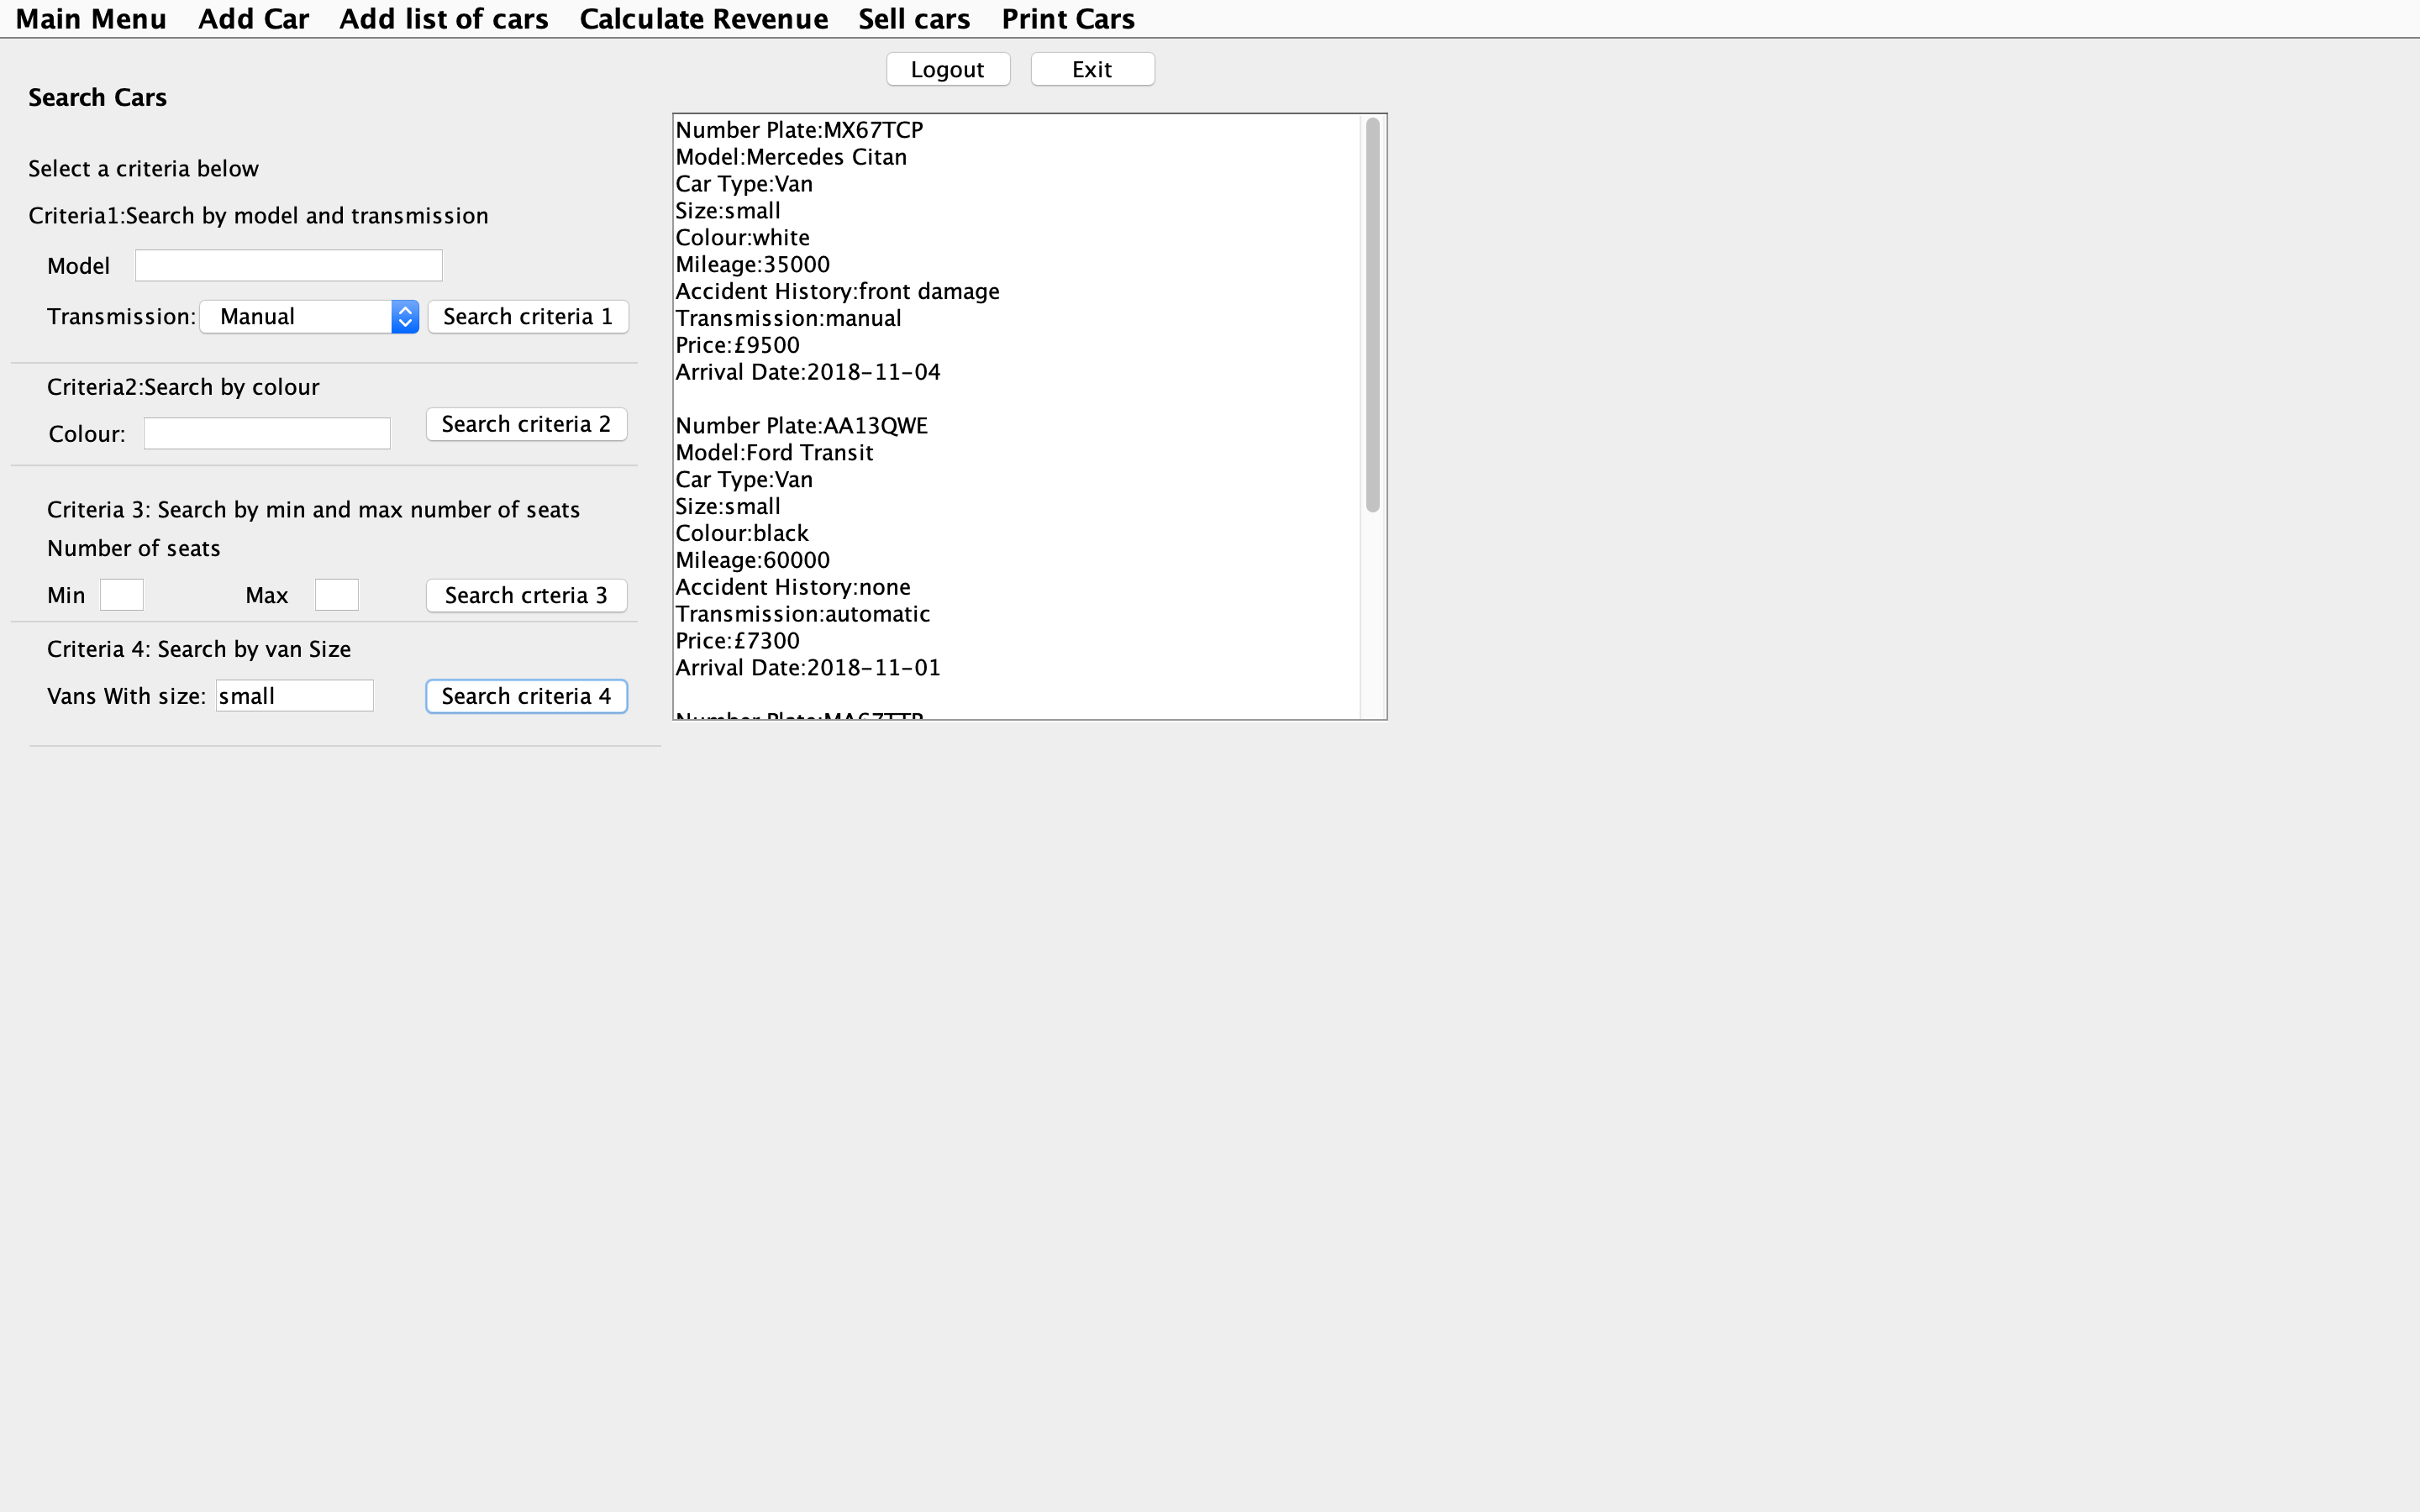 Main Menu Add Car Add list of cars Calculate Revenue Sell cars Print Cars
Logout Exit
Search Cars
Select a criteria below
Criteria1:Search by model and transmission
Model
Transmission: Manual Search criteria 1
Criteria2:Search by colour
Colour: Search criteria 2
Criteria 3: Search by min and max number of seats
Number of seats
Min Max Search crteria 3
Criteria 4: Search by van Size
Vans With size: small Search criteria 4
Number Plate:MX67TCP
Model:Mercedes Citan
Car Type:Van
Size:small
Colour:white
Mileage:35000
Accident History:front damage
Transmission:manual
Price:£9500
Arrival Date:2018-11-04
Number Plate:AA13QWE
Model:Ford Transit
Car Type:Van
Size:small
Colour:black
Mileage:60000
Accident History:none
Transmission:automatic
Price:£7300
Arrival Date:2018-11-01
Number